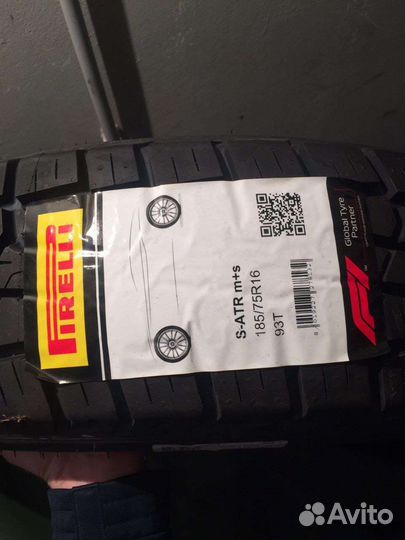 PIRELLI
S-ATR m+s
185/75R16
93T
F1
Global Tyre
Partner
Avito